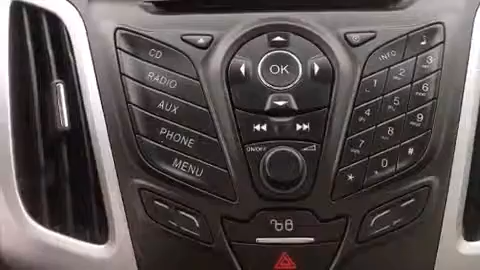 CD
RADIO
AUX
PHONE
MENU
OK
ON/OFF
INFO
1 2 3
4 5 6
7 8 9
* 0 #